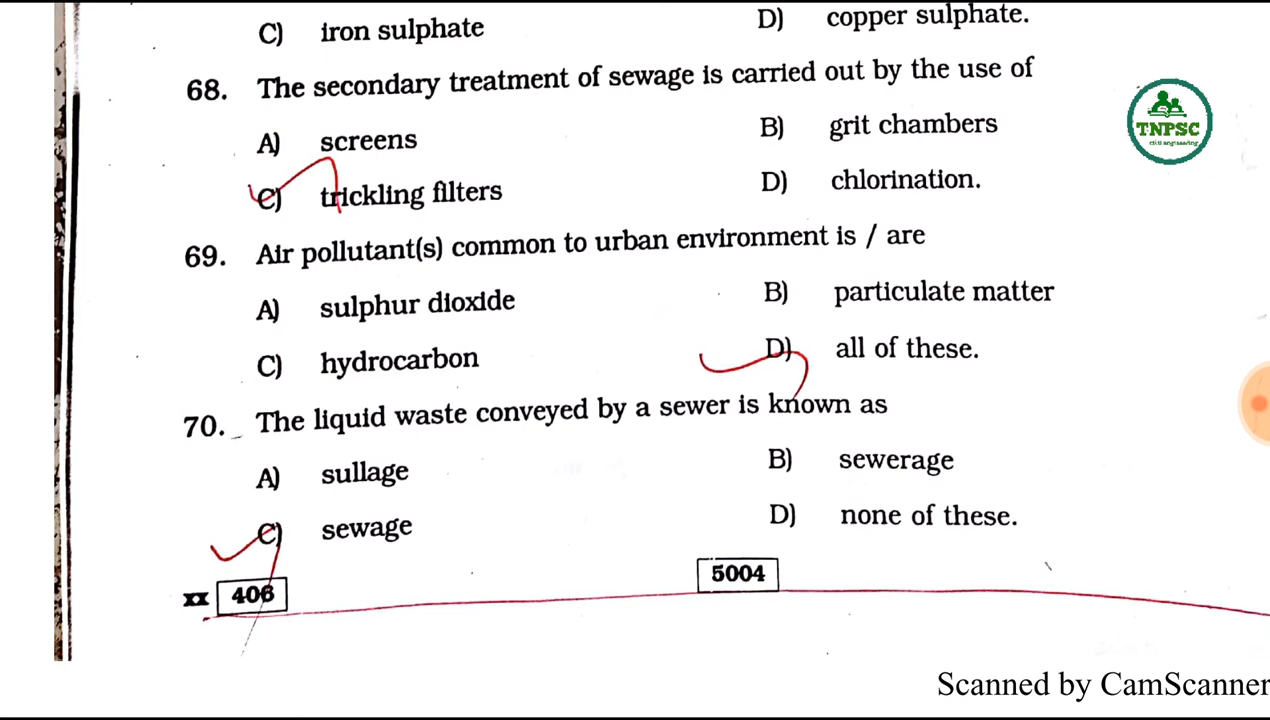 C) iron sulphate D) copper sulphate.
68. The secondary treatment of sewage is carried out by the use of
A) screens B) grit chambers
C) trickling filters D) chlorination.
TNPSC
civil engineering
69. Air pollutant(s) common to urban environment is / are
A) sulphur dioxide B) particulate matter
C) hydrocarbon D) all of these.
70. The liquid waste conveyed by a sewer is known as
A) sullage B) sewerage
C) sewage D) none of these.
XX 406 5004
Scanned by CamScanner